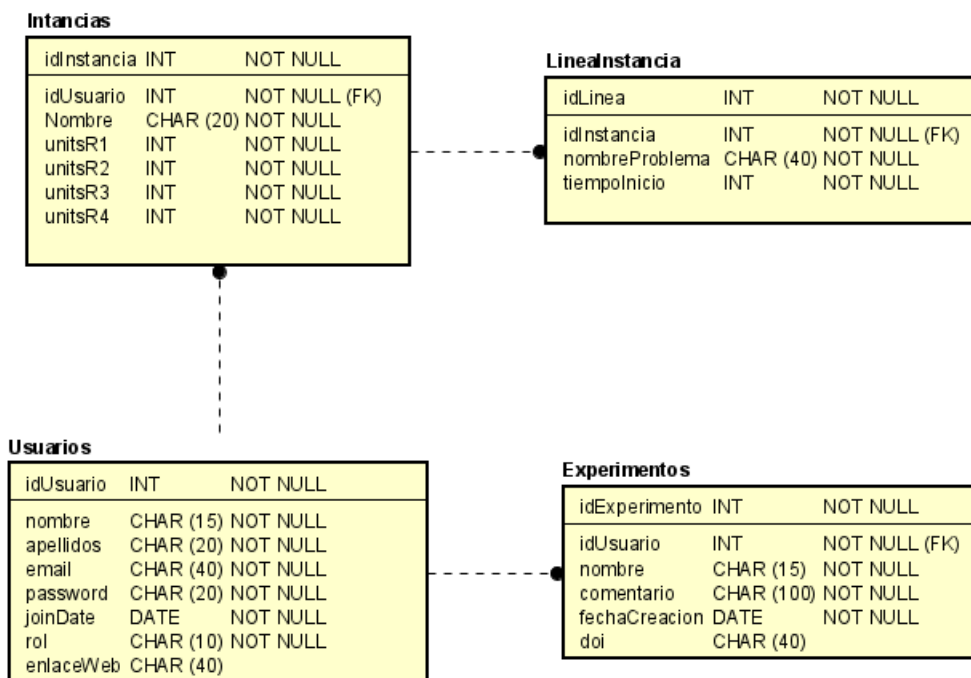 Intancias
idInstancia INT NOT NULL
idUsuario INT NOT NULL (FK)
Nombre CHAR (20) NOT NULL
unitsR1 INT NOT NULL
unitsR2 INT NOT NULL
unitsR3 INT NOT NULL
unitsR4 INT NOT NULL
LineaInstancia
idLinea INT NOT NULL
idInstancia INT NOT NULL (FK)
nombreProblema CHAR (40) NOT NULL
tiempoInicio INT NOT NULL
Usuarios
idUsuario INT NOT NULL
nombre CHAR (15) NOT NULL
apellidos CHAR (20) NOT NULL
email CHAR (40) NOT NULL
password CHAR (20) NOT NULL
joinDate DATE NOT NULL
rol CHAR (10) NOT NULL
enlaceWeb CHAR (40)
Experimentos
idExperimento INT NOT NULL
idUsuario INT NOT NULL (FK)
nombre CHAR (15) NOT NULL
comentario CHAR (100) NOT NULL
fechaCreacion DATE NOT NULL
doi CHAR (40)